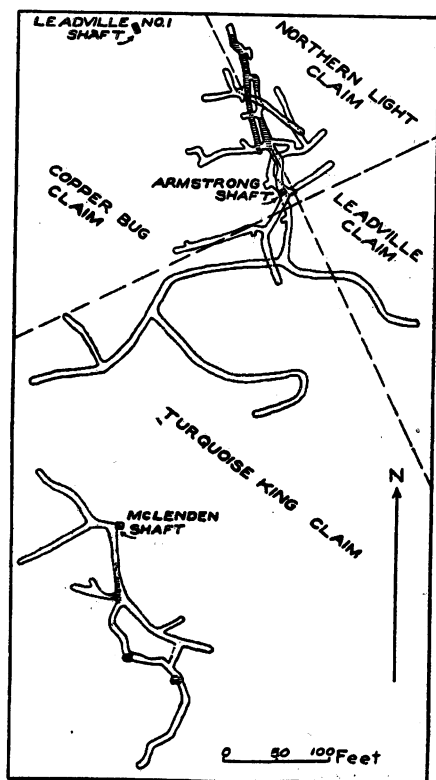 LEADVILLE NO.1
SHAFT
NORTHERN LIGHT
CLAIM
COPPER BUG
CLAIM
ARMSTRONG
SHAFT
LEADVILLE
CLAIM
TURQUOISE KING CLAIM
N
MCLENDEN
SHAFT
0 50 100 Feet